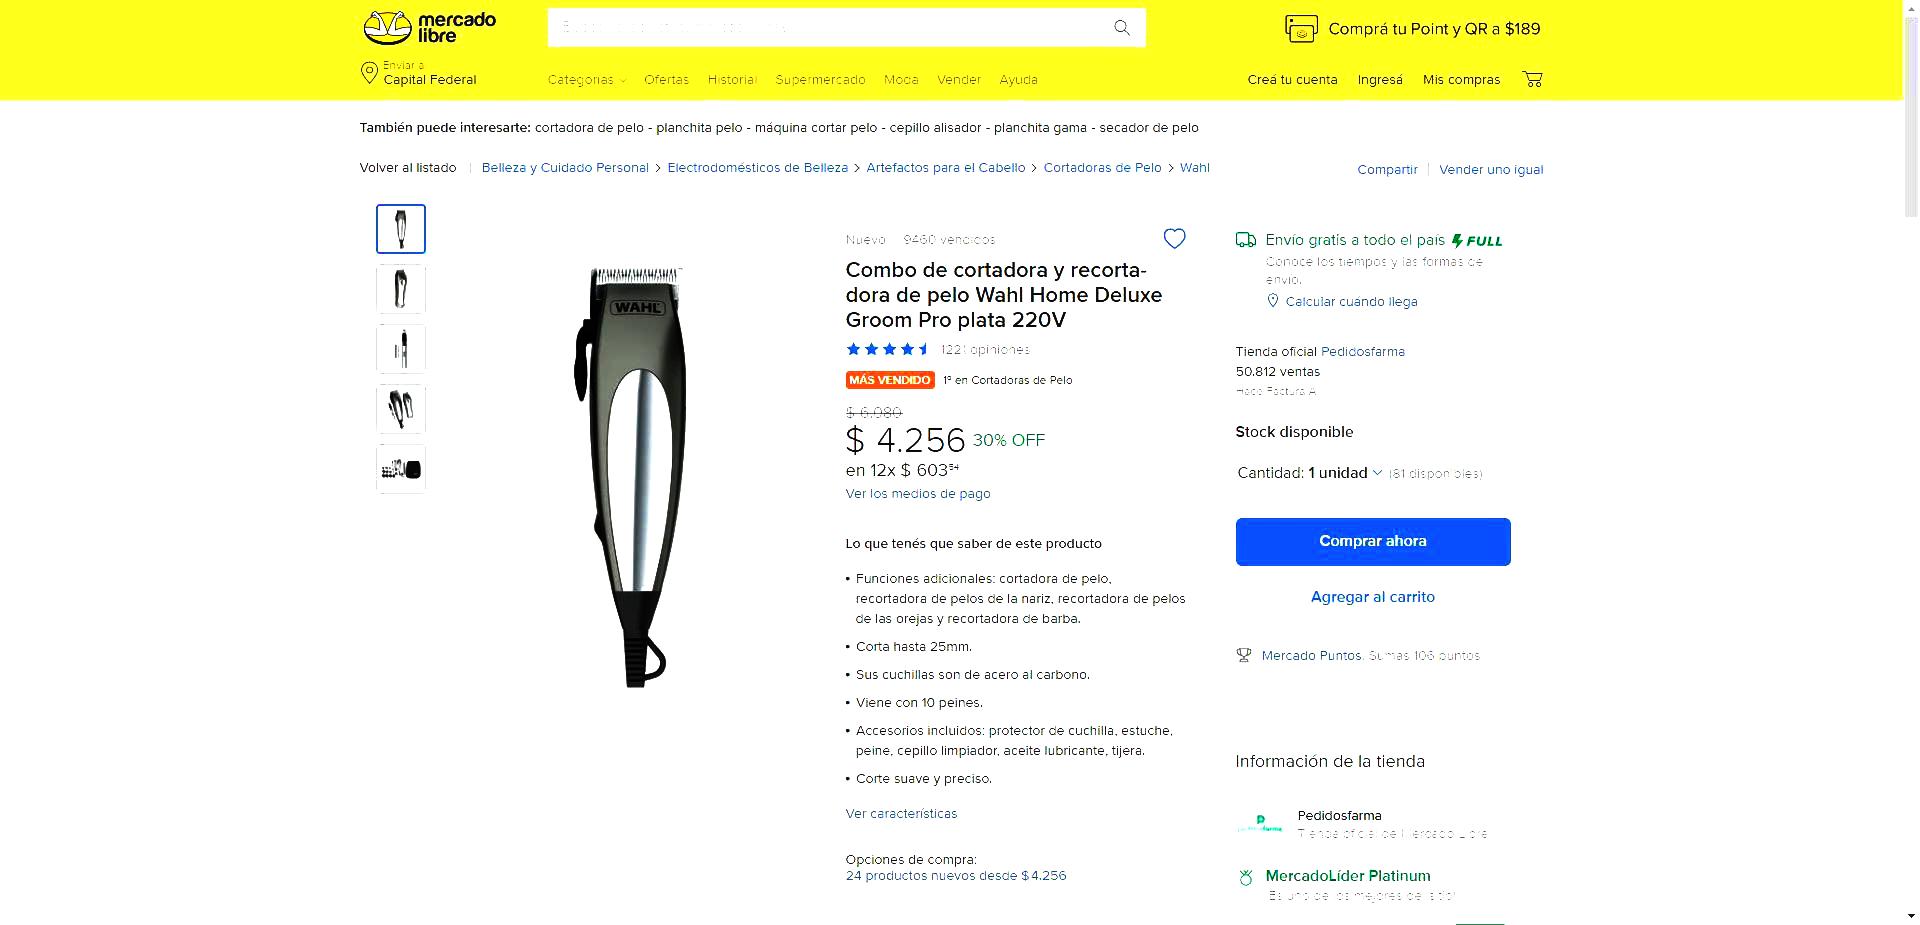 mercado
libre
Comprá tu Point y QR a $189
Enviar a
Capital Federal
Categorías Ofertas Historial Supermercado Moda Vender Ayuda
Creá tu cuenta Ingresá Mis compras
También puede interesarte: cortadora de pelo - planchita pelo - máquina cortar pelo - cepillo alisador - planchita gama - secador de pelo
Volver al listado | Belleza y Cuidado Personal > Electrodomésticos de Belleza > Artefactos para el Cabello > Cortadoras de Pelo > Wahl
Compartir | Vender uno igual
WAHL
Nuevo 9460 vendidos
Combo de cortadora y recorta-
dora de pelo Wahl Home Deluxe
Groom Pro plata 220V
1221 opiniones
MÁS VENDIDO 1º en Cortadoras de Pelo
$ 6.080
$ 4.256 30% OFF
en 12x $ 603⁵⁴
Ver los medios de pago
Lo que tenés que saber de este producto
• Funciones adicionales: cortadora de pelo,
recortadora de pelos de la nariz, recortadora de pelos
de las orejas y recortadora de barba.
• Corta hasta 25mm.
• Sus cuchillas son de acero al carbono.
• Viene con 10 peines.
• Accesorios incluidos: protector de cuchilla, estuche,
peine, cepillo limpiador, aceite lubricante, tijera.
• Corte suave y preciso.
Ver características
Opciones de compra:
24 productos nuevos desde $ 4.256
Envío gratis a todo el país FULL
Conocé los tiempos y las formas de
envío.
Calcular cuándo llega
Tienda oficial Pedidosfarma
50.812 ventas
Hace Factura A
Stock disponible
Cantidad: 1 unidad (81 disponibles)
Comprar ahora
Agregar al carrito
Mercado Puntos. Sumás 106 puntos
Información de la tienda
Pedidosfarma
Tienda oficial de Mercado Libre
MercadoLíder Platinum
Es uno de los mejores del sitio!